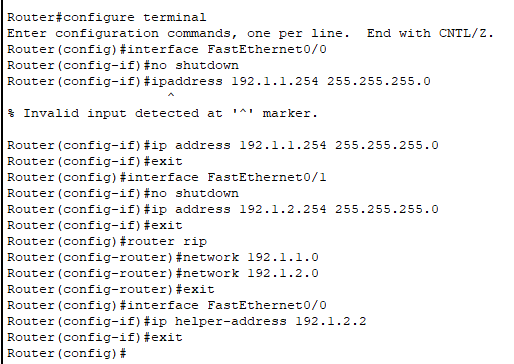 Router#configure terminal
Enter configuration commands, one per line.  End with CNTL/Z.
Router(config)#interface FastEthernet0/0
Router(config-if)#no shutdown
Router(config-if)#ipaddress 192.1.1.254 255.255.255.0
                    ^
% Invalid input detected at '^' marker.

Router(config-if)#ip address 192.1.1.254 255.255.255.0
Router(config-if)#exit
Router(config)#interface FastEthernet0/1
Router(config-if)#no shutdown
Router(config-if)#ip address 192.1.2.254 255.255.255.0
Router(config-if)#exit
Router(config)#router rip
Router(config-router)#network 192.1.1.0
Router(config-router)#network 192.1.2.0
Router(config-router)#exit
Router(config)#interface FastEthernet0/0
Router(config-if)#ip helper-address 192.1.2.2
Router(config-if)#exit
Router(config)#